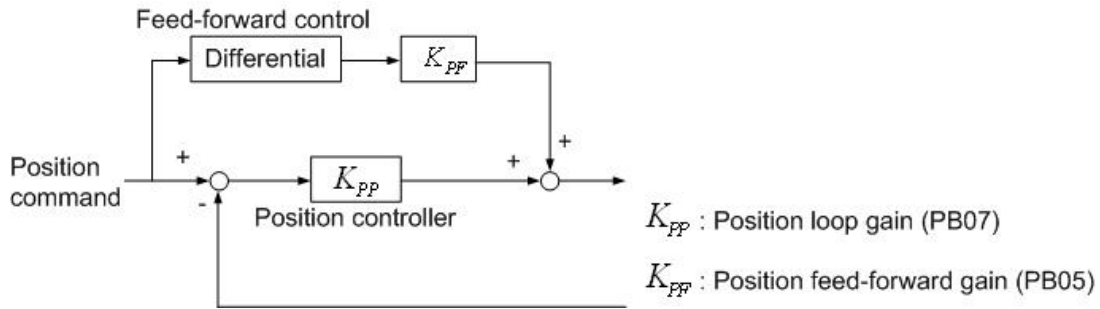 Feed-forward control
Differential
K_PF
+
+
+
Position
command
-
K_PP
Position controller
K_PP : Position loop gain (PB07)
K_PF : Position feed-forward gain (PB05)